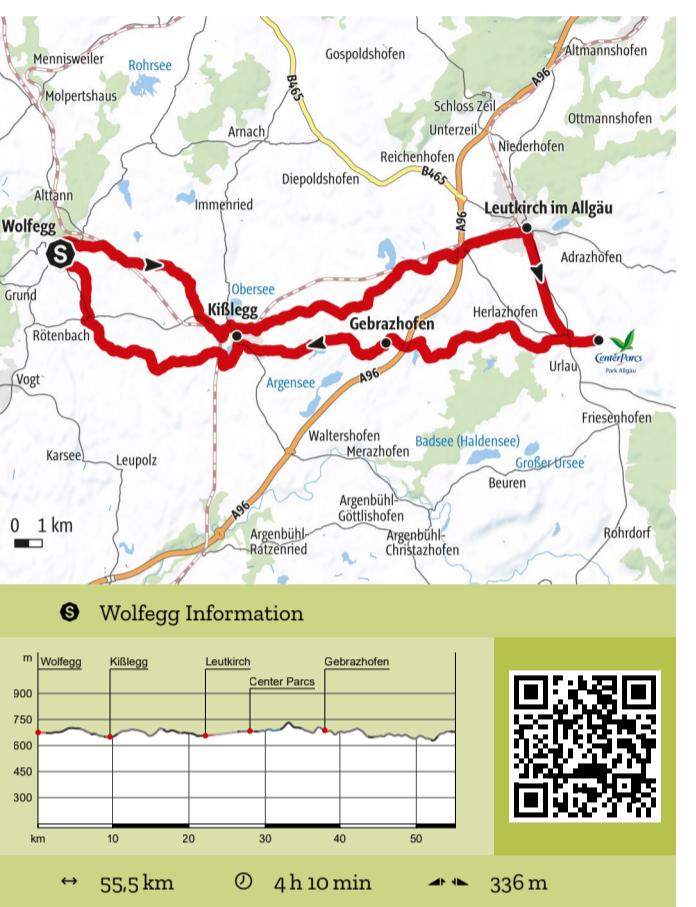 Mennisweiler
Rohrsee
Molpertshaus
Gospoldshofen
Altmannshofen
A96
B465
Schloss Zeil
Unterzeil
Ottmannshofen
Arnach
Niederhofen
Reichenhofen
B465
Diepoldshofen
Alttann
Immenried
Wolfegg
S
A96
Leutkirch im Allgäu
Adrazhofen
Grund
Obersee
Kißlegg
Gebrazhofen
Herlazhofen
Rötenbach
CenterParcs
Park Allgäu
Urlau
Vogt
Argensee
A96
Friesenhofen
Waltershofen
Merazhofen
Badsee (Haldensee)
Großer Ursee
Karsee
Leupolz
Beuren
Argenbühl-
Göttlishofen
A96
0 1 km
Argenbühl-
Ratzenried
Argenbühl-
Christazhofen
Rohrdorf
S Wolfegg Information
m
Wolfegg
Kißlegg
Leutkirch
Gebrazhofen
Center Parcs
900
750
600
450
300
km 10 20 30 40 50
55,5 km 4 h 10 min 336 m